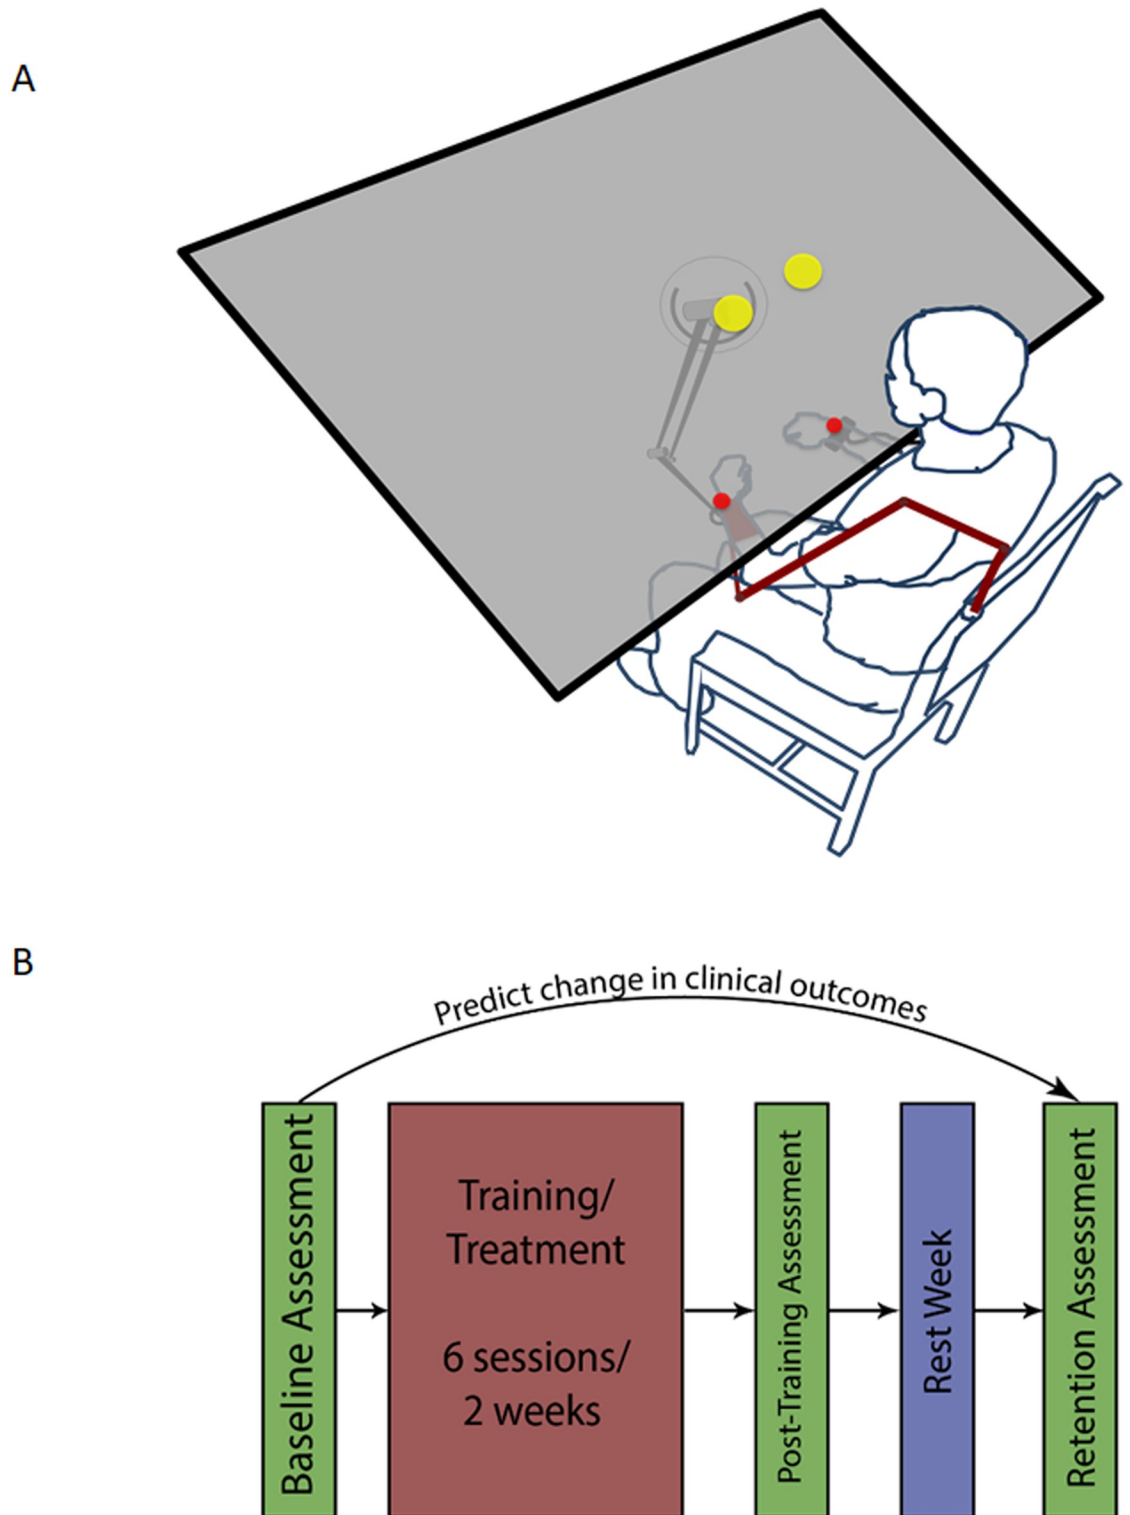 A
B
Predict change in clinical outcomes
Baseline Assessment
Training/
Treatment
6 sessions/
2 weeks
Post-Training Assessment
Rest Week
Retention Assessment